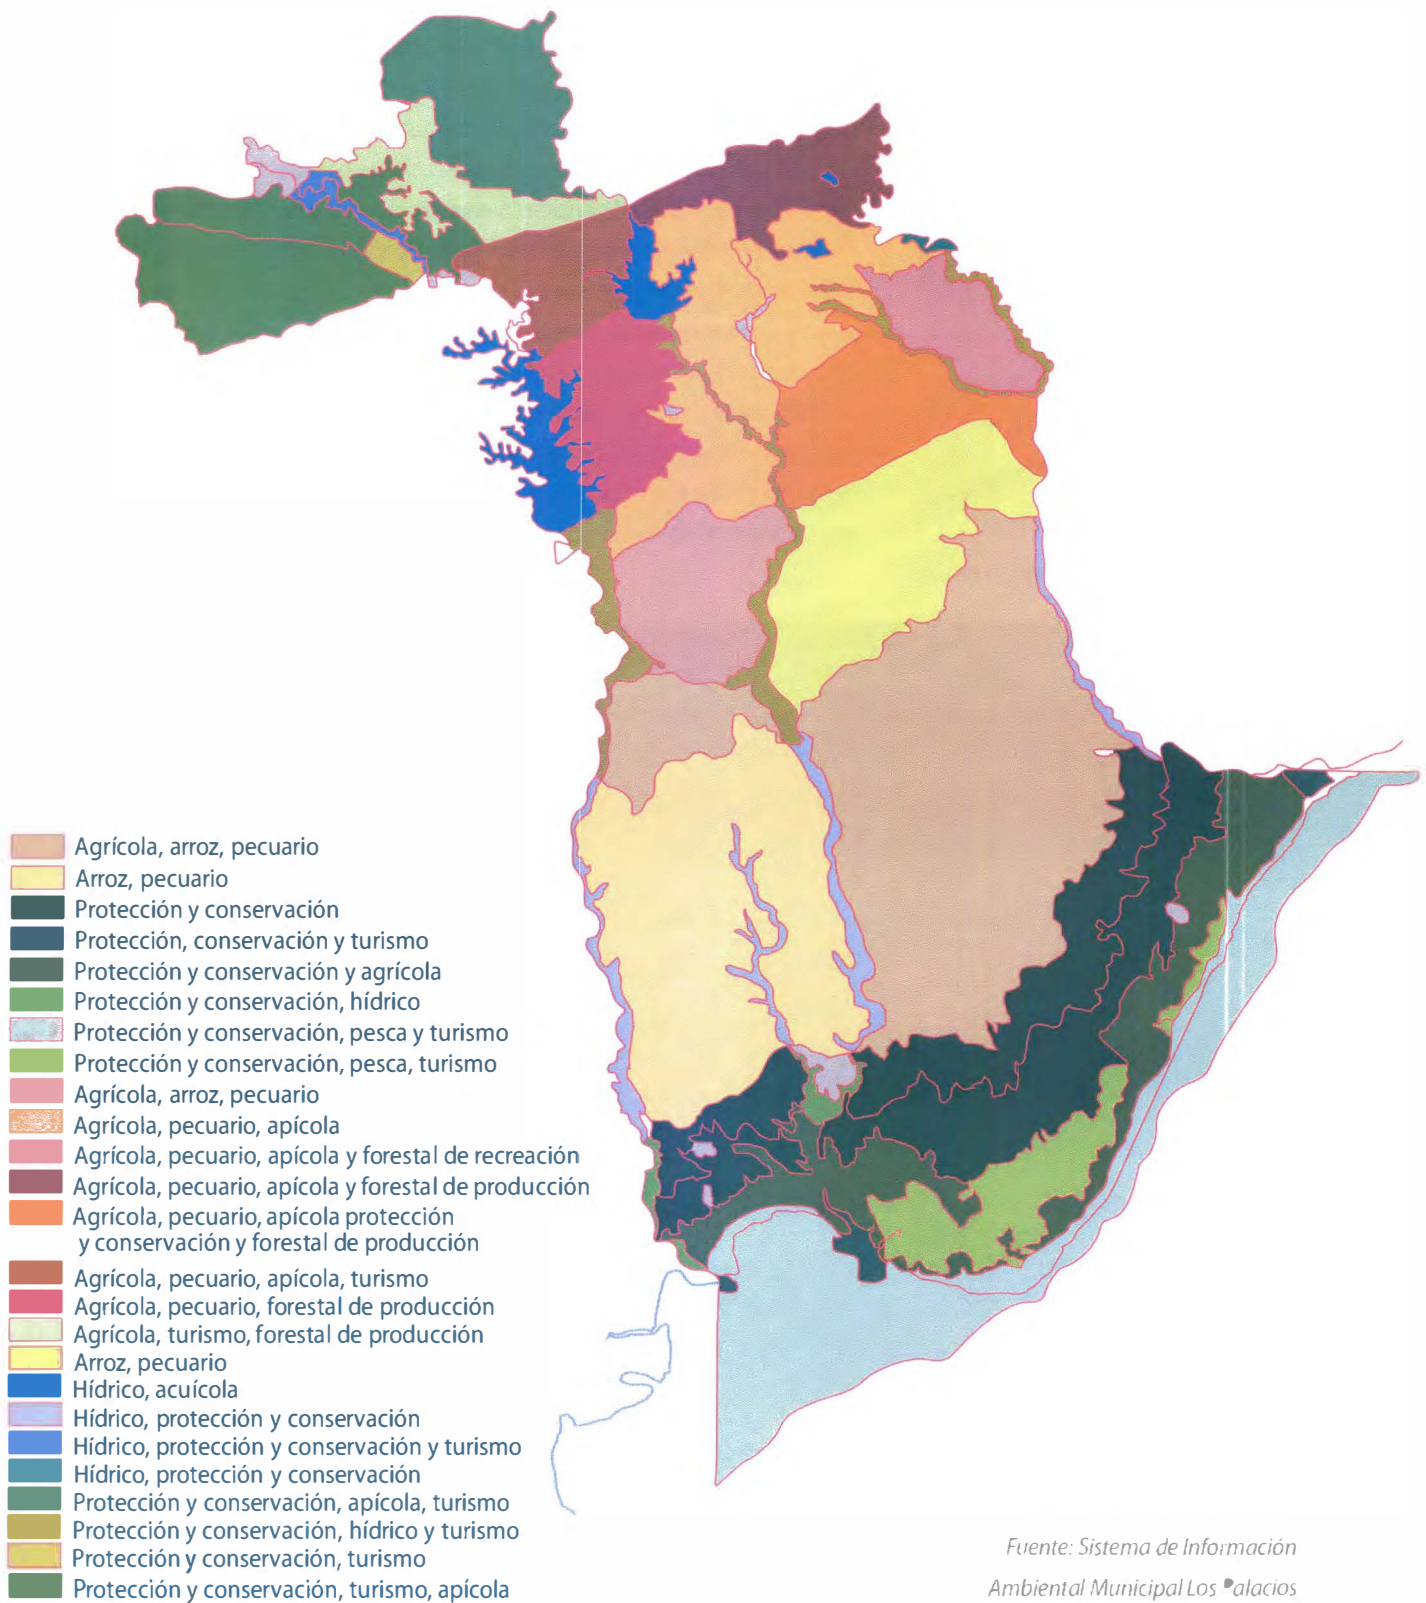 Agrícola, arroz, pecuario
Arroz, pecuario
Protección y conservación
Protección, conservación y turismo
Protección y conservación y agrícola
Protección y conservación, hídrico
Protección y conservación, pesca y turismo
Protección y conservación, pesca, turismo
Agrícola, arroz, pecuario
Agrícola, pecuario, apícola
Agrícola, pecuario, apícola y forestal de recreación
Agrícola, pecuario, apícola y forestal de producción
Agrícola, pecuario, apícola protección
y conservación y forestal de producción
Agrícola, pecuario, apícola, turismo
Agrícola, pecuario, forestal de producción
Agrícola, turismo, forestal de producción
Arroz, pecuario
Hídrico, acuícola
Hídrico, protección y conservación
Hídrico, protección y conservación y turismo
Hídrico, protección y conservación
Protección y conservación, apícola, turismo
Protección y conservación, hídrico y turismo
Protección y conservación, turismo
Protección y conservación, turismo, apícola
Fuente: Sistema de Información
Ambiental Municipal Los Palacios